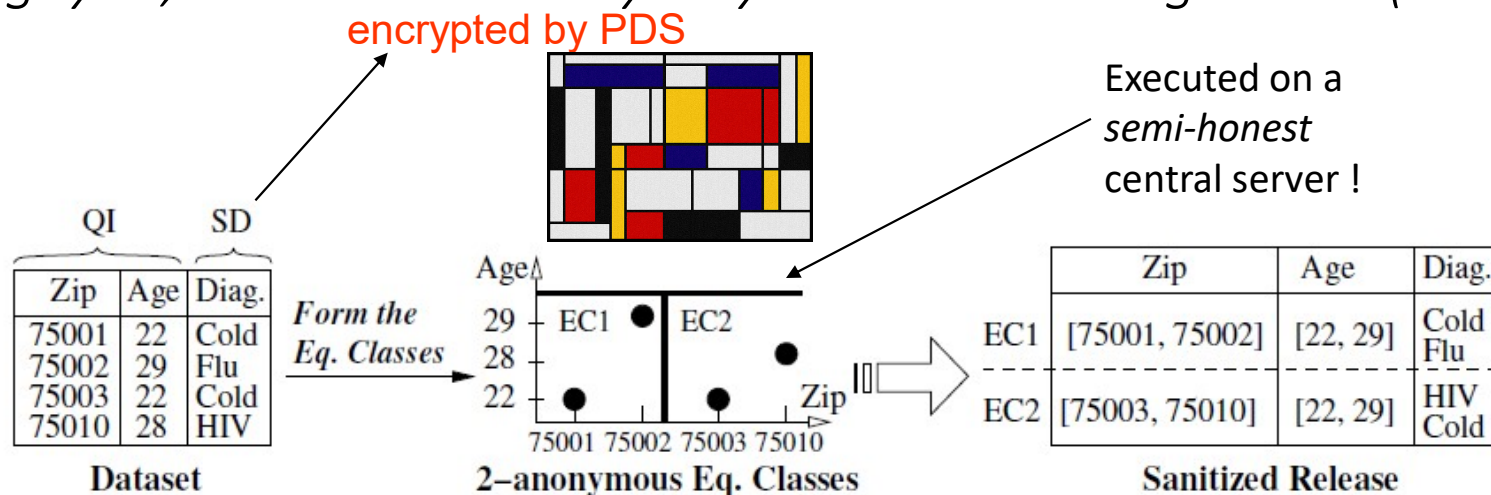 encrypted by PDS
Executed on a
semi-honest
central server !
QI SD
Zip Age Diag.
75001 22 Cold
75002 29 Flu
75003 22 Cold
75010 28 HIV
Dataset
Form the
Eq. Classes
Age
29 EC1 EC2
28
22 Zip
75001 75002 75003 75010
2-anonymous Eq. Classes
Zip Age Diag.
EC1 [75001, 75002] [22, 29] Cold
Flu
EC2 [75003, 75010] [22, 29] HIV
Cold
Sanitized Release